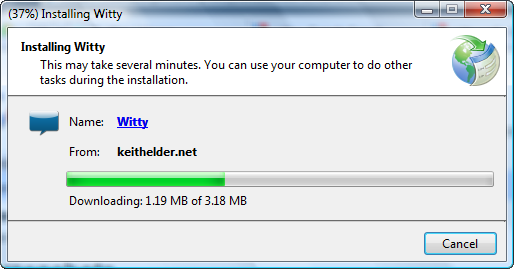 (37%) Installing Witty
Installing Witty
This may take several minutes. You can use your computer to do other
tasks during the installation.
Name: Witty
From: keithelder.net
Downloading: 1.19 MB of 3.18 MB
Cancel